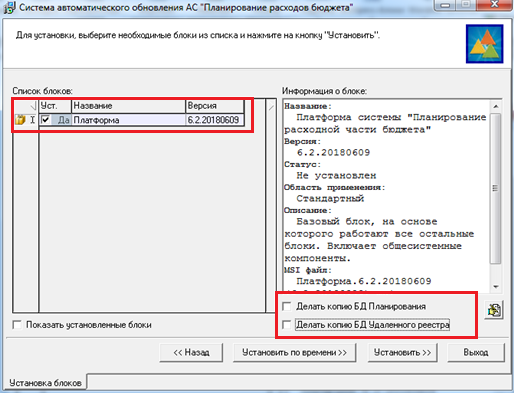 Система автоматического обновления АС "Планирование расходов бюджета"
Для установки, выберите необходимые блоки из списка и нажмите на кнопку "Установить".
Список блоков:
Уст. Название Версия
Да Платформа 6.2.20180609
Показать установленные блоки
Информация о блоке:
Название:
Платформа системы "Планирование
расходной части бюджета"
Версия:
6.2.20180609
Статус:
Не установлен
Область применения:
Стандартный
Описание:
Базовый блок, на основе
которого работают все остальные
блоки. Включает общесистемные
компоненты.
MSI файл:
Платформа.6.2.20180609
Делать копию БД Планирования
Делать копию БД Удаленного реестра
<< Назад
Установить по времени >>
Установить >>
Выход
Установка блоков